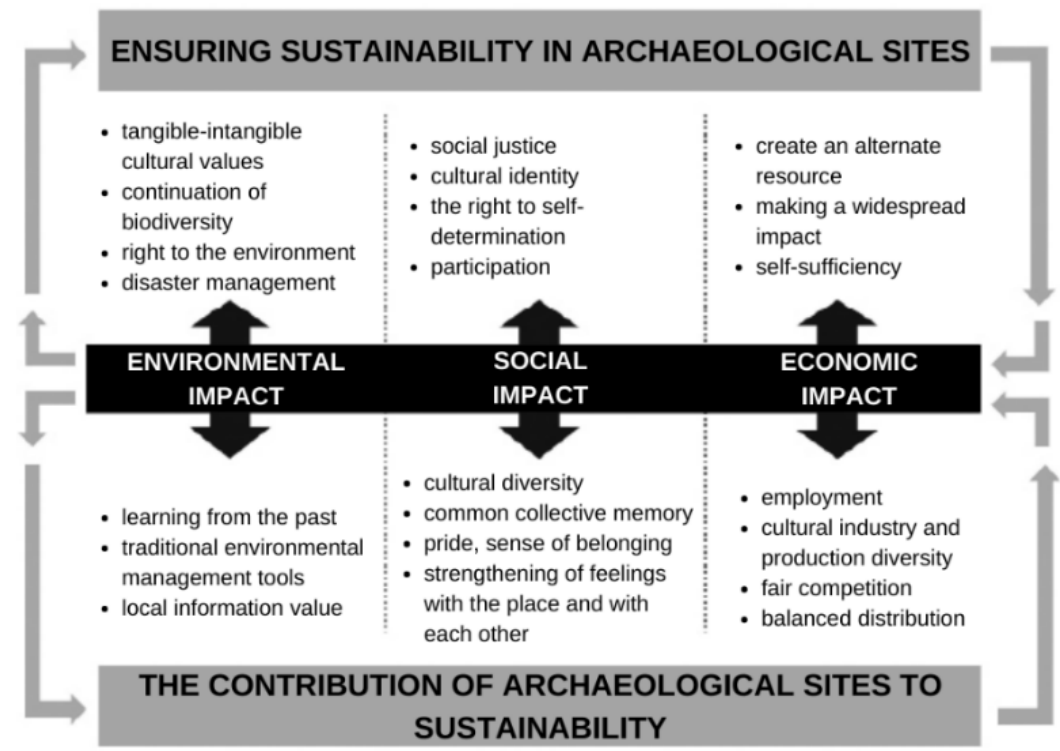 ENSURING SUSTAINABILITY IN ARCHAEOLOGICAL SITES
• tangible-intangible
cultural values
• continuation of
biodiversity
• right to the environment
• disaster management
• social justice
• cultural identity
• the right to self-
determination
• participation
• create an alternate
resource
• making a widespread
impact
• self-sufficiency
ENVIRONMENTAL
IMPACT
SOCIAL
IMPACT
ECONOMIC
IMPACT
• learning from the past
• traditional environmental
management tools
• local information value
• cultural diversity
• common collective memory
• pride, sense of belonging
• strengthening of feelings
with the place and with
each other
• employment
• cultural industry and
production diversity
• fair competition
• balanced distribution
THE CONTRIBUTION OF ARCHAEOLOGICAL SITES TO
SUSTAINABILITY